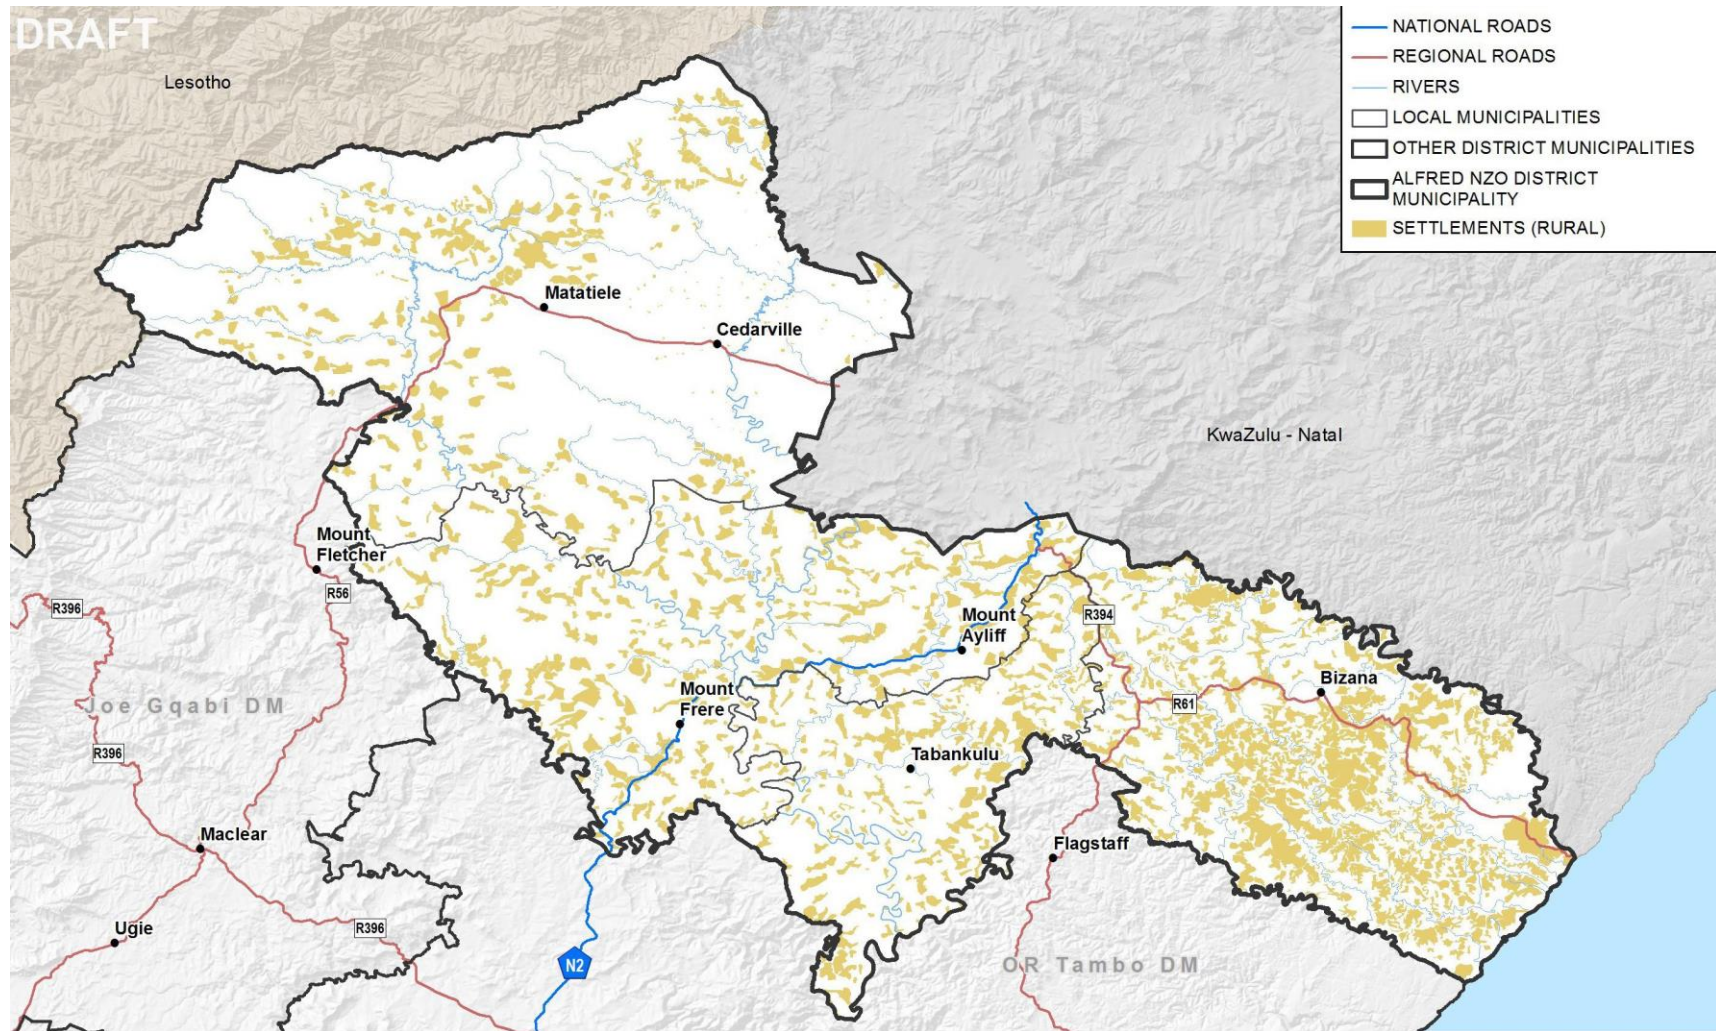 DRAFT
Lesotho
NATIONAL ROADS
REGIONAL ROADS
RIVERS
LOCAL MUNICIPALITIES
OTHER DISTRICT MUNICIPALITIES
ALFRED NZO DISTRICT
MUNICIPALITY
SETTLEMENTS (RURAL)
Matatiele
Cedarville
KwaZulu - Natal
Mount
Fletcher
R56
R396
Mount
Ayliff
R394
Joe Gqabi DM
Mount
Frere
Bizana
R61
R396
Tabankulu
Maclear
Flagstaff
Ugie
R396
N2
OR Tambo DM